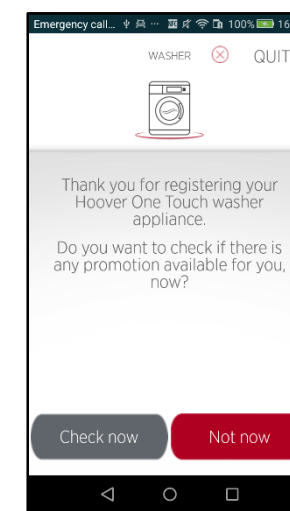 Emergency call... 100% 16
WASHER QUIT
Thank you for registering your
Hoover One Touch washer
appliance.
Do you want to check if there is
any promotion available for you,
now?
Check now Not now